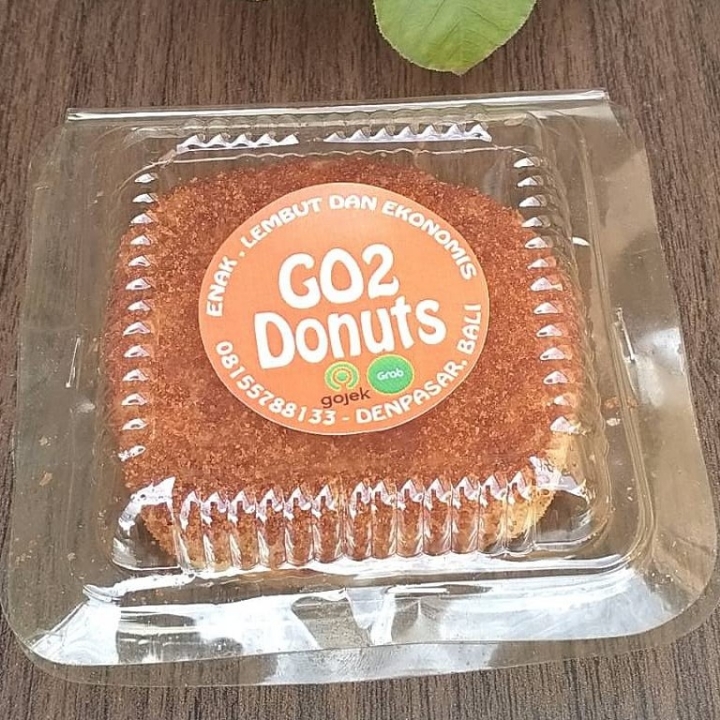 ENAK , LEMBUT DAN EKONOMIS
GO2
Donuts
gojek
Grab
08155788133 - DENPASAR, BALI